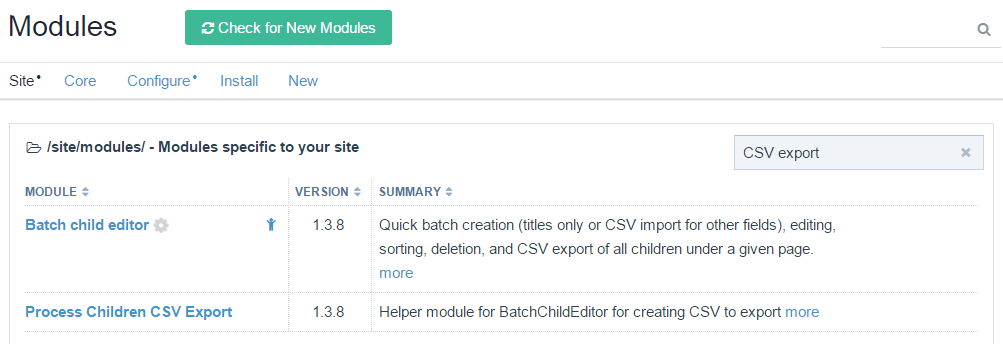 Modules
Check for New Modules
Site Core Configure Install New
/site/modules/ - Modules specific to your site
CSV export
MODULE VERSION SUMMARY
Batch child editor 1.3.8 Quick batch creation (titles only or CSV import for other fields), editing,
sorting, deletion, and CSV export of all children under a given page.
more
Process Children CSV Export 1.3.8 Helper module for BatchChildEditor for creating CSV to export more